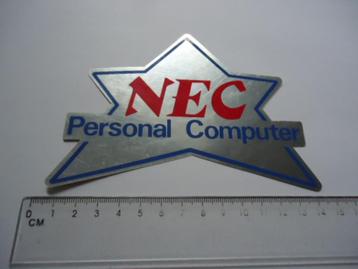 NEC
Personal Computer
0 1 2 3 4 5 6 7 8 9 10 11 12 13 14 15
CM